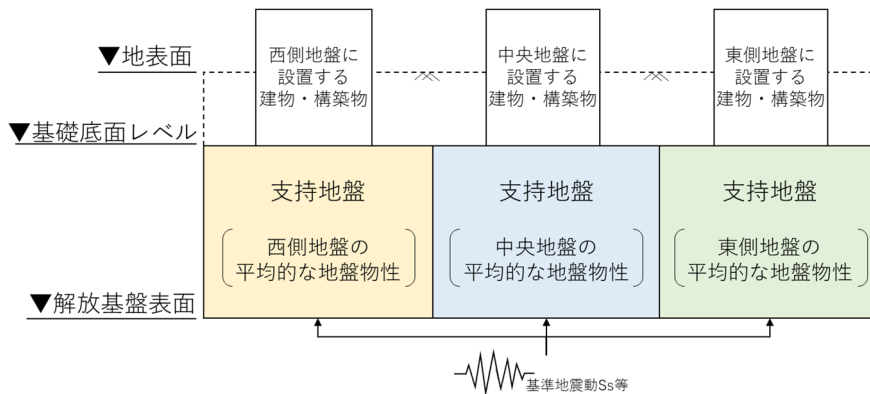 ▼地表面
西側地盤に
設置する
建物・構築物
中央地盤に
設置する
建物・構築物
東側地盤に
設置する
建物・構築物
▼基礎底面レベル
支持地盤
西側地盤の
平均的な地盤物性
支持地盤
中央地盤の
平均的な地盤物性
支持地盤
東側地盤の
平均的な地盤物性
▼解放基盤表面
基準地震動Ss等